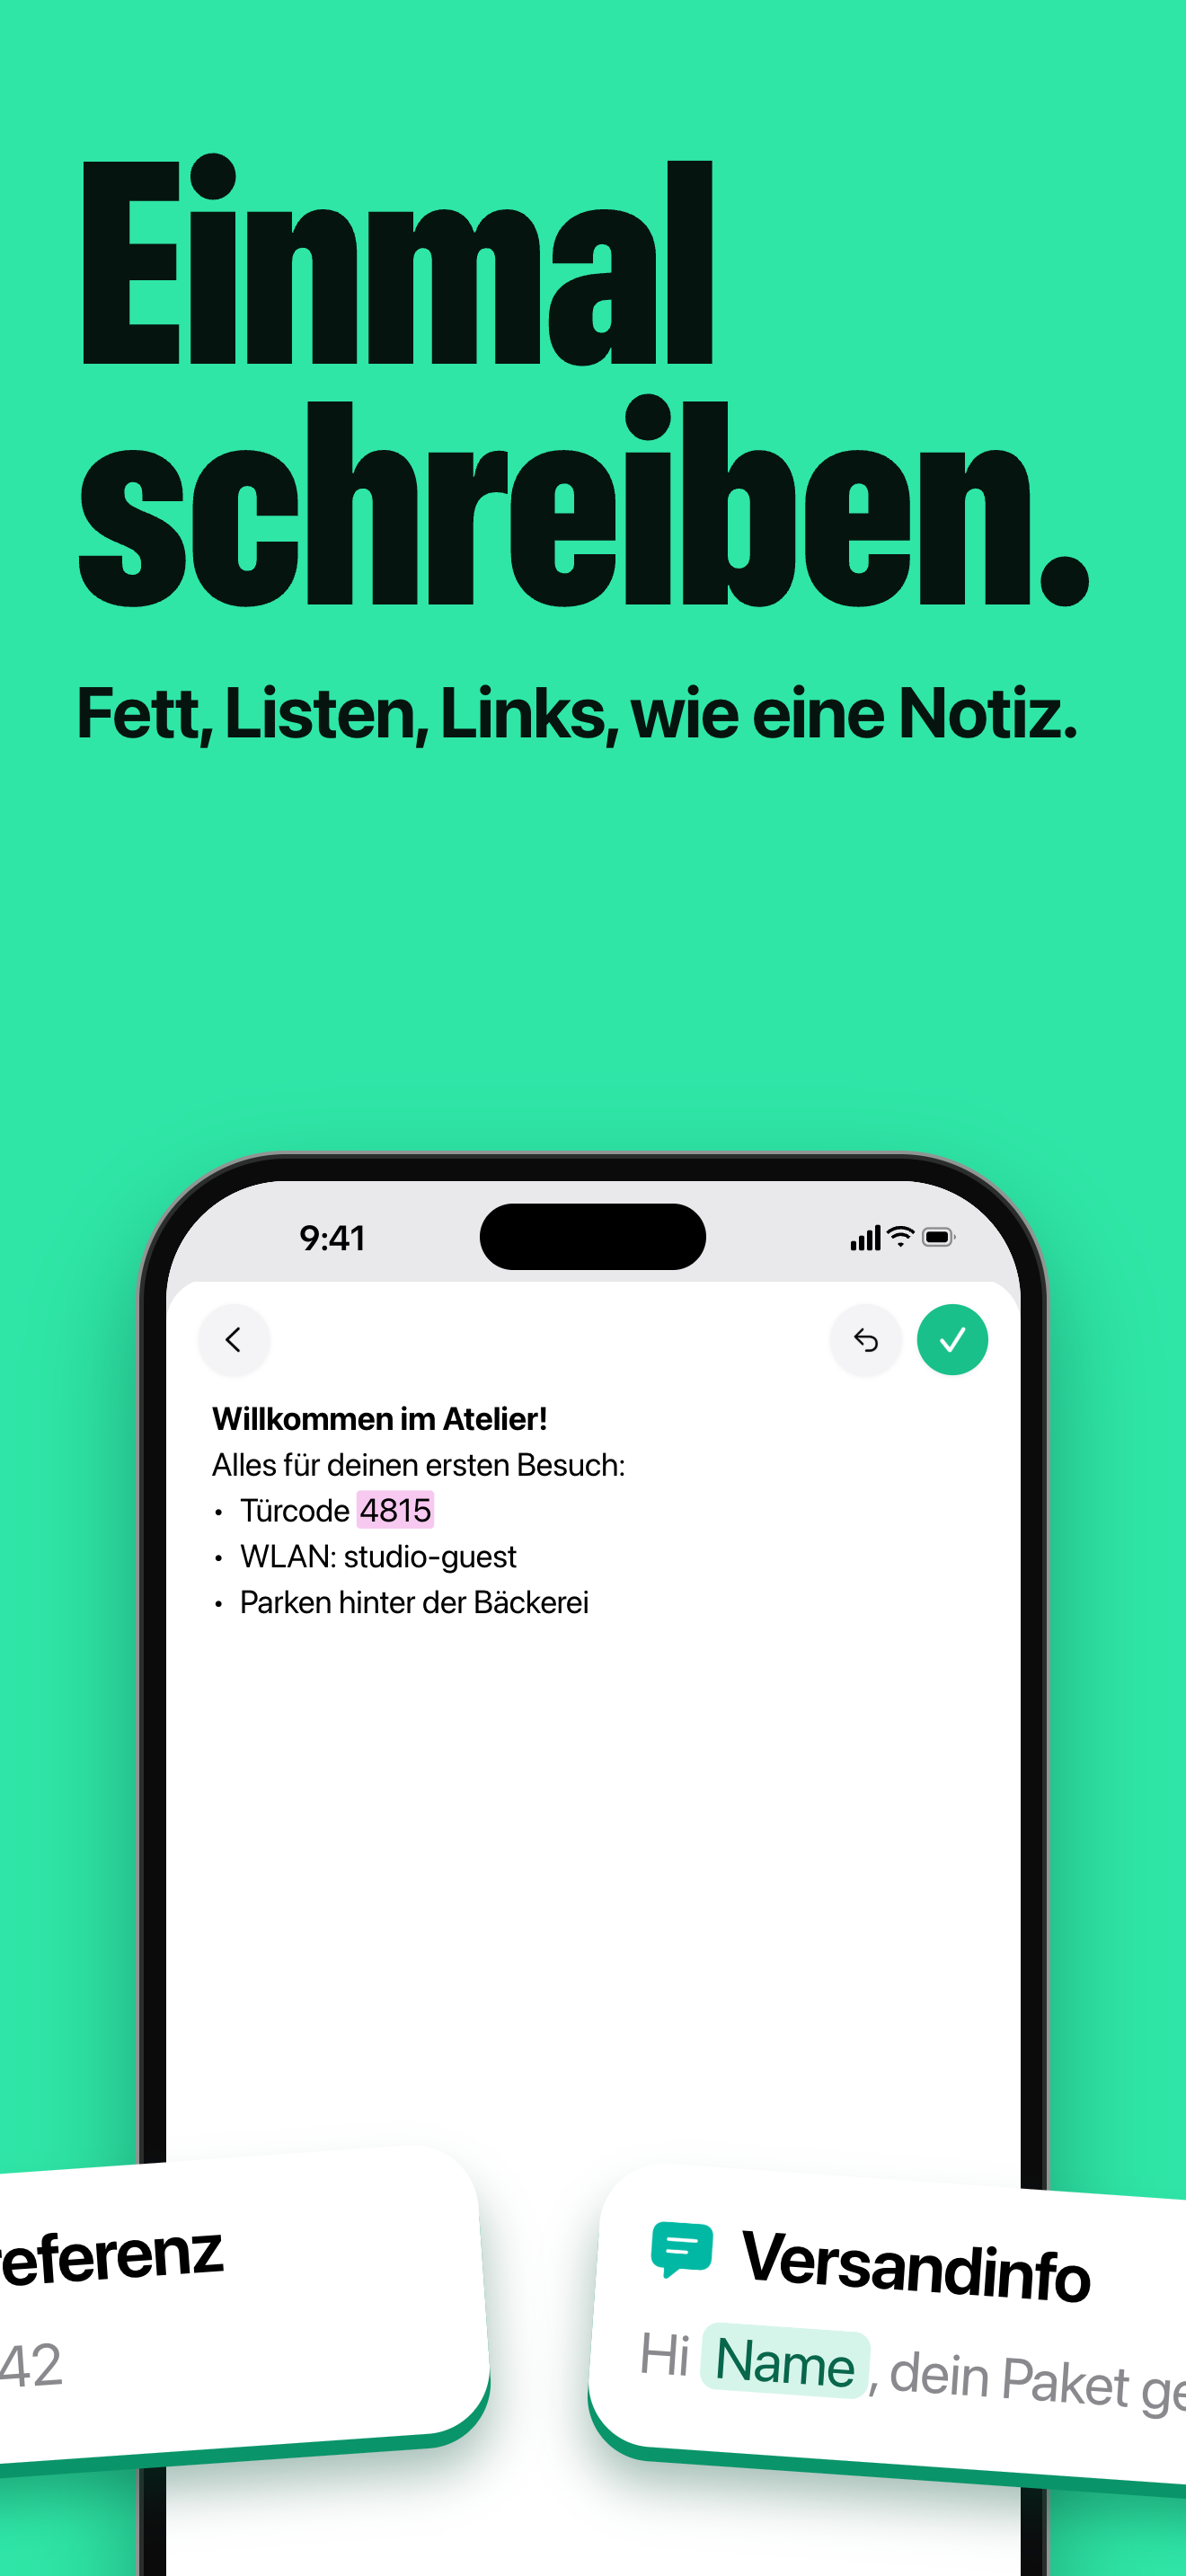 Einmal
schreiben.
Fett, Listen, Links, wie eine Notiz.
9:41
Willkommen im Atelier!
Alles für deinen ersten Besuch:
• Türcode 4815
• WLAN: studio-guest
• Parken hinter der Bäckerei
eferenz
42
Versandinfo
Hi Name, dein Paket ge